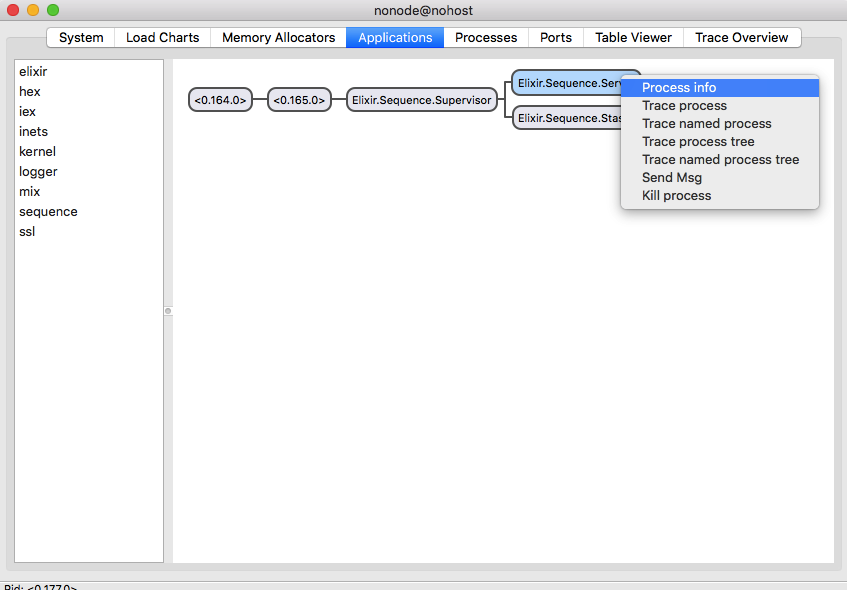 nonode@nohost
System Load Charts Memory Allocators Applications Processes Ports Table Viewer Trace Overview
elixir
hex
iex
inets
kernel
logger
mix
sequence
ssl
<0.164.0> <0.165.0> Elixir.Sequence.Supervisor
Elixir.Sequence.Serv
Elixir.Sequence.Stas
Process info
Trace process
Trace named process
Trace process tree
Trace named process tree
Send Msg
Kill process
Pid: <0.177.0>